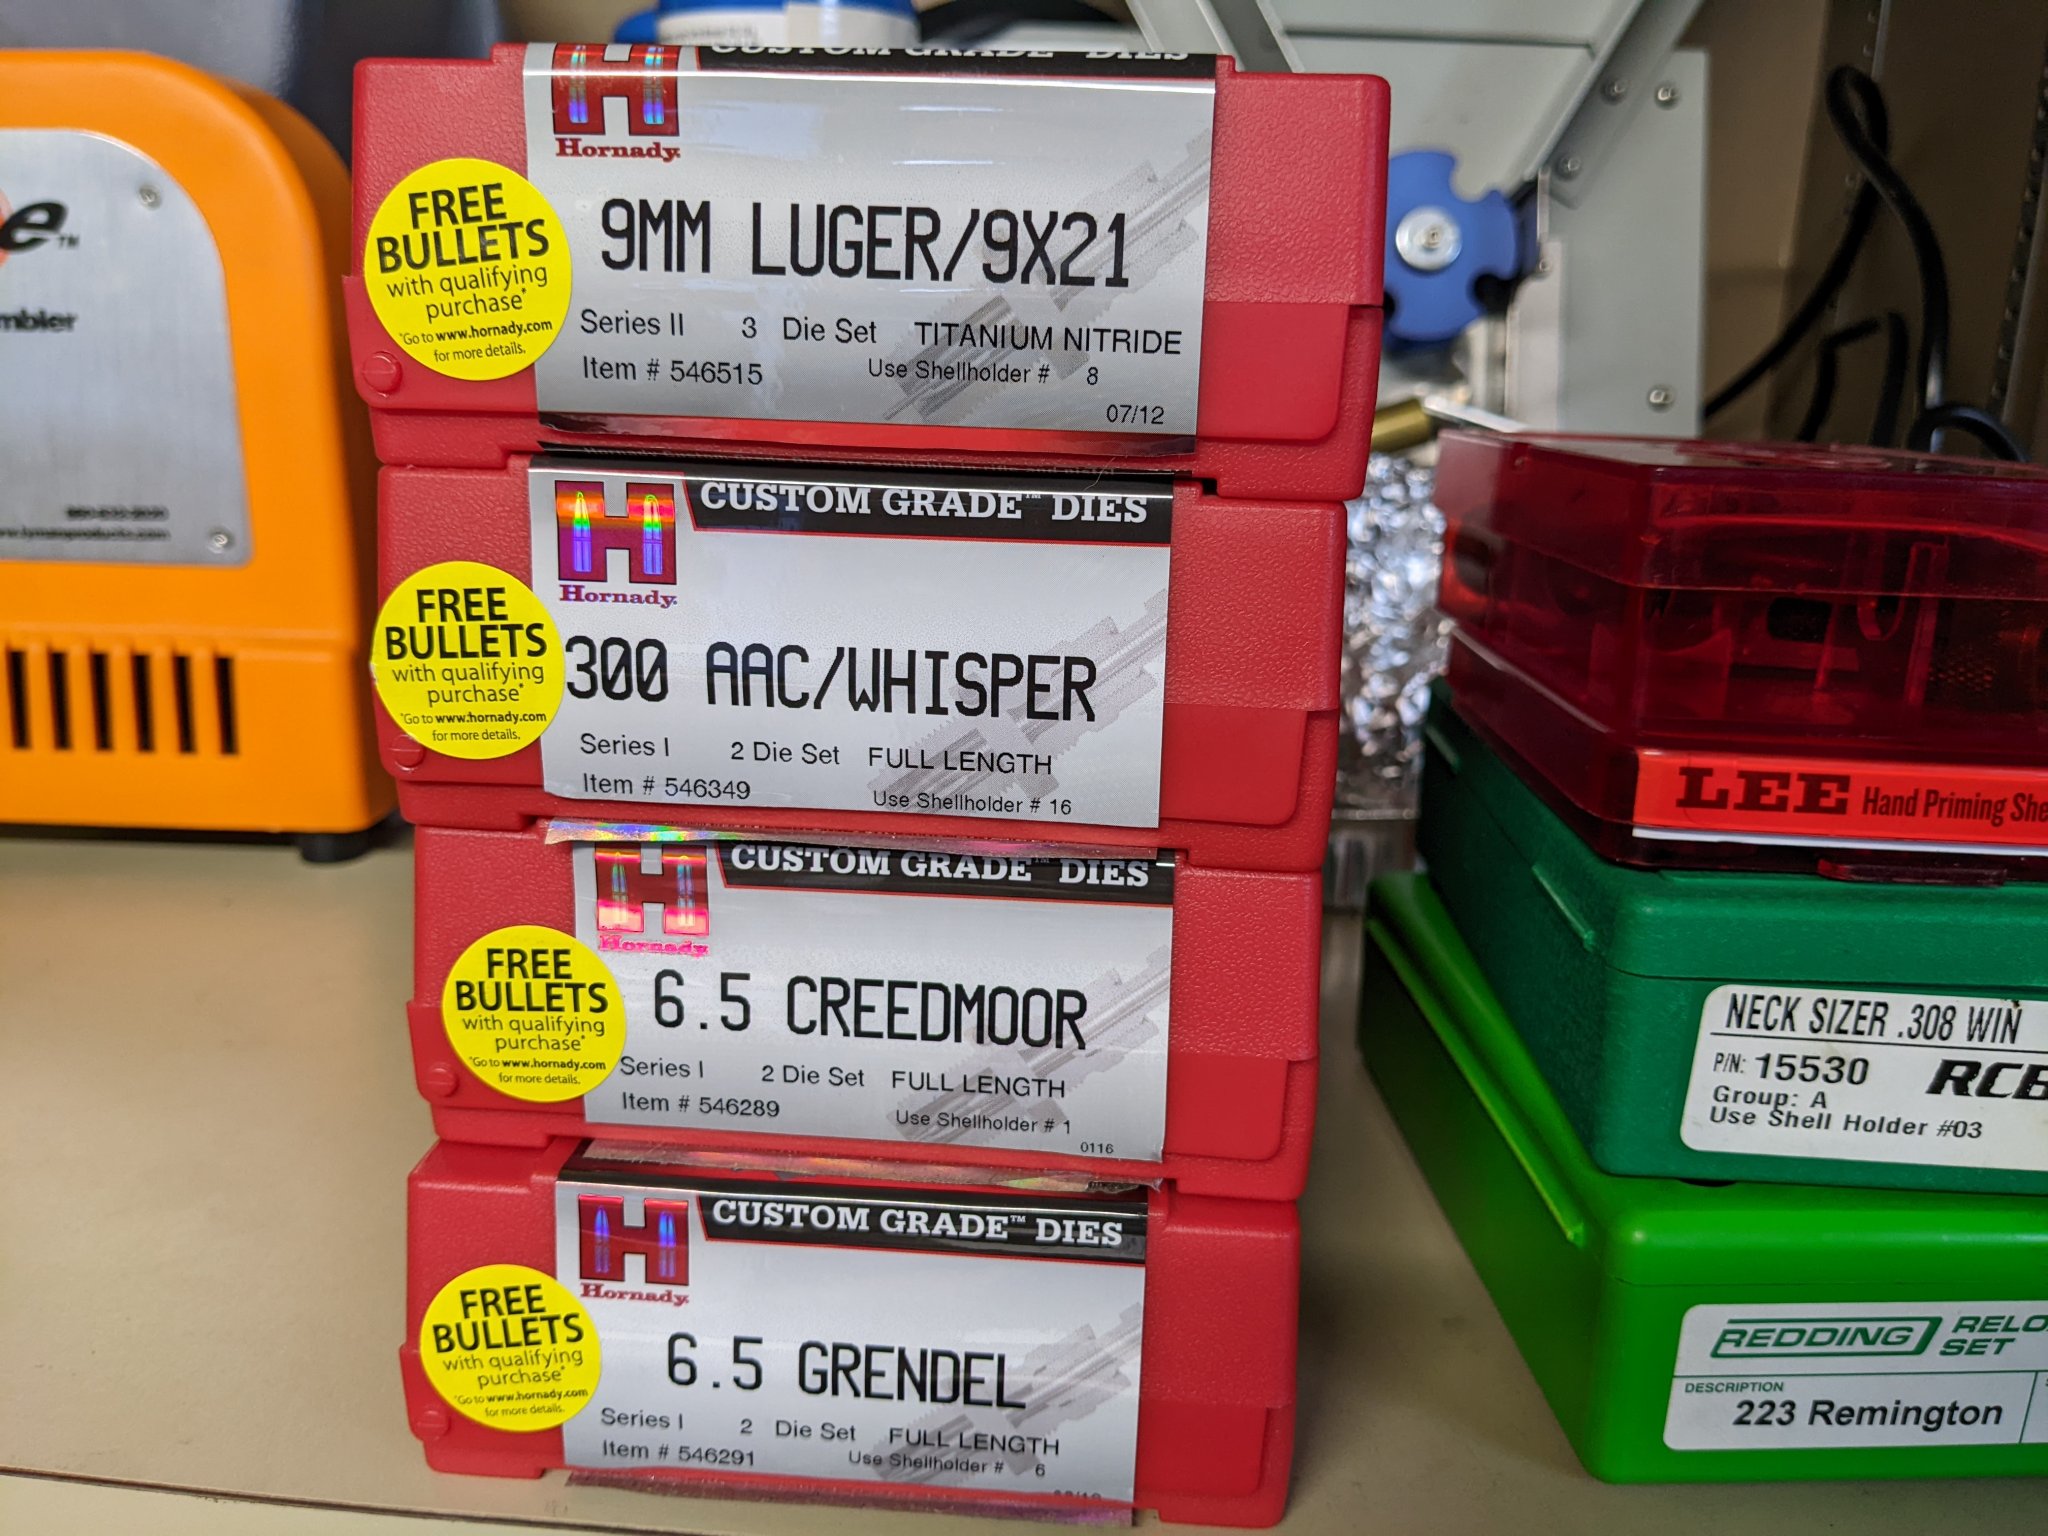 e™
mbler
CUSTOM GRADE DIES
Hornady.
FREE
BULLETS
with qualifying
purchase*
*Go to www.hornady.com
for more details.
9MM LUGER/9X21
Series II 3 Die Set TITANIUM NITRIDE
Item # 546515 Use Shellholder # 8
07/12
CUSTOM GRADE™ DIES
Hornady.
FREE
BULLETS
with qualifying
purchase*
*Go to www.hornady.com
for more details.
300 AAC/WHISPER
Series I 2 Die Set FULL LENGTH
Item # 546349 Use Shellholder # 16
CUSTOM GRADE™ DIES
Hornady
FREE
BULLETS
with qualifying
purchase*
*Go to www.hornady.com
for more details.
6.5 CREEDMOOR
Series I 2 Die Set FULL LENGTH
Item # 546289 Use Shellholder # 1
0116
CUSTOM GRADE™ DIES
Hornady.
FREE
BULLETS
with qualifying
purchase*
*Go to www.hornady.com
for more details.
6.5 GRENDEL
Series I 2 Die Set FULL LENGTH
Item # 546291 Use Shellholder # 6
LEE Hand Priming She
NECK SIZER .308 WIN
P/N: 15530 RCB
Group: A
Use Shell Holder #03
REDDING RELO
SET
DESCRIPTION
223 Remington